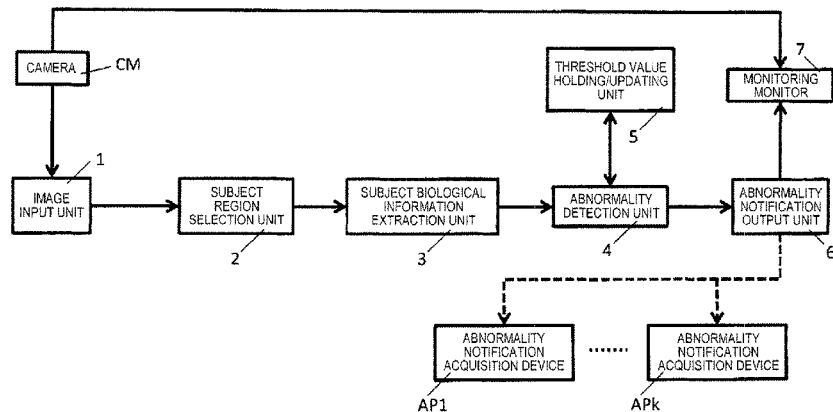 CAMERA
CM
THRESHOLD VALUE
HOLDING/UPDATING
UNIT
5
7
MONITORING
MONITOR
1
IMAGE
INPUT UNIT
SUBJECT
REGION
SELECTION UNIT
2
SUBJECT BIOLOGICAL
INFORMATION
EXTRACTION UNIT
3
ABNORMALITY
DETECTION UNIT
4
ABNORMALITY
NOTIFICATION
OUTPUT UNIT
6
ABNORMALITY
NOTIFICATION
ACQUISITION DEVICE
AP1
ABNORMALITY
NOTIFICATION
ACQUISITION DEVICE
APk